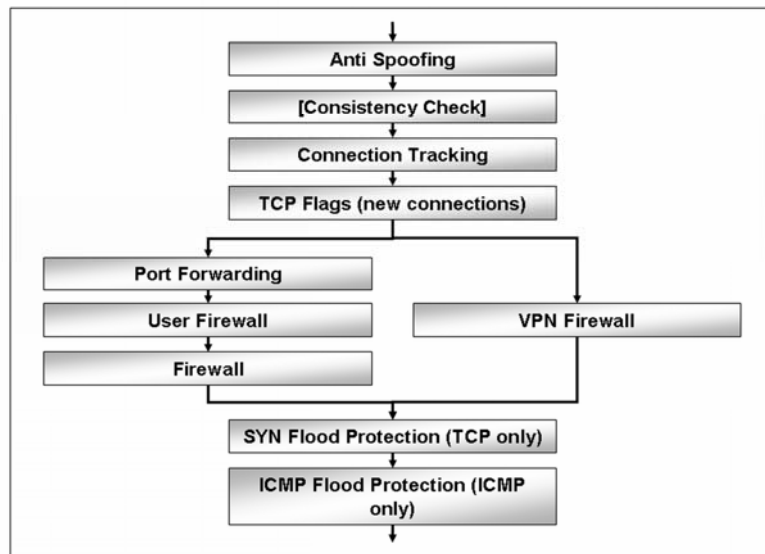 Anti Spoofing
[Consistency Check]
Connection Tracking
TCP Flags (new connections)
Port Forwarding
User Firewall
VPN Firewall
Firewall
SYN Flood Protection (TCP only)
ICMP Flood Protection (ICMP
only)